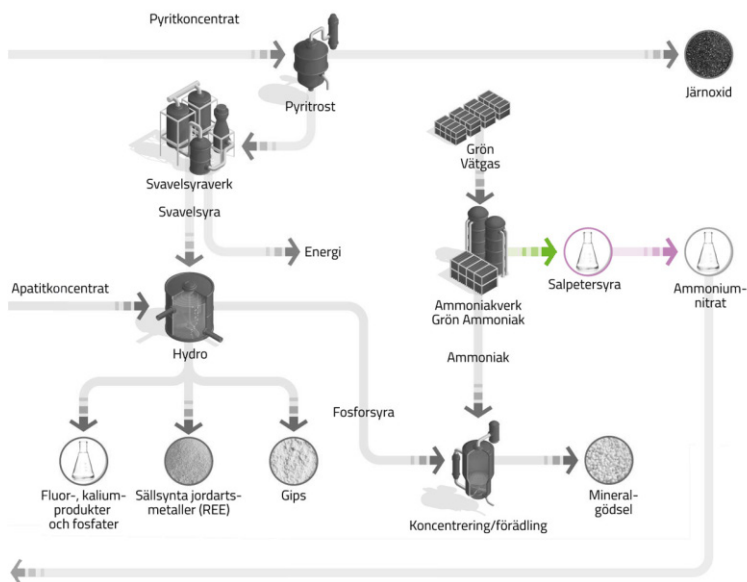 Pyritkoncentrat
Pyritrost
Järnoxid
Svavelsyraverk
Svavelsyra
Grön
Vätgas
Energi
Apatitkoncentrat
Hydro
Ammoniakverk
Grön Ammoniak
Salpetersyra
Ammonium-
nitrat
Ammoniak
Fosforsyra
Fluor-, kalium-
produkter
och fosfater
Sällsynta jordarts-
metaller (REE)
Gips
Koncentrering/förädling
Mineral-
gödsel